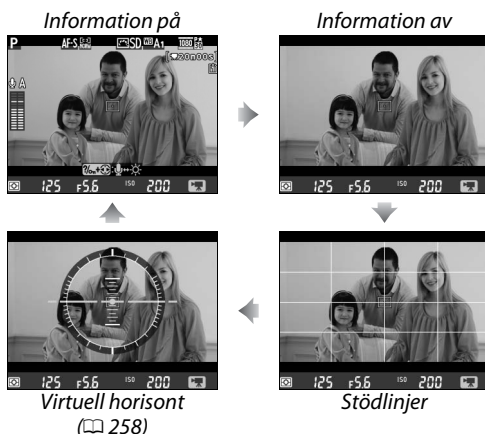 Information på
Information av
P AF-S SD A1 1080
[20m00s]
A
125 F5.6 ISO 200
125 F5.6 ISO 200
125 F5.6 ISO 200
125 F5.6 ISO 200
Virtuell horisont
(258)
Stödlinjer